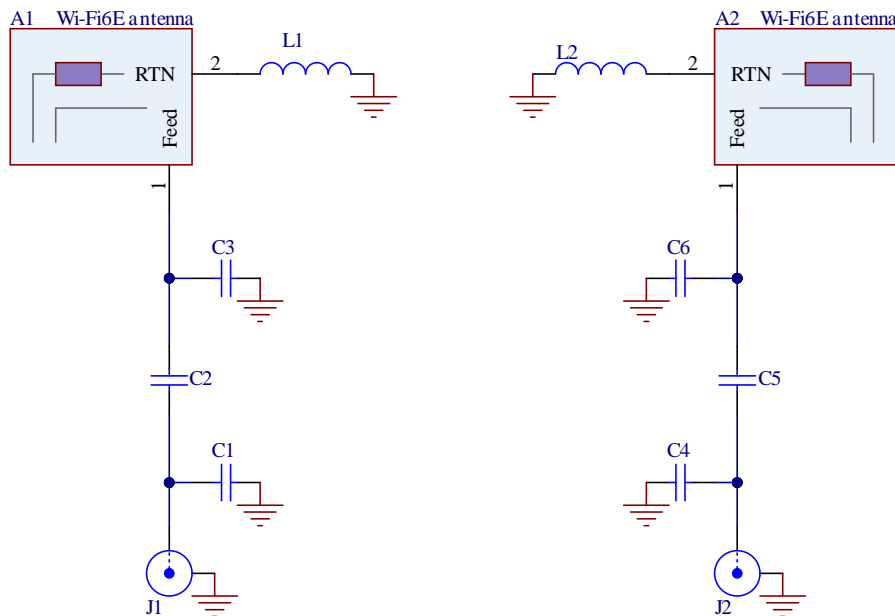 A1 Wi-Fi6E antenna
L1
RTN
2
Feed
1
C3
C2
C1
J1
A2 Wi-Fi6E antenna
L2
2
RTN
Feed
1
C6
C5
C4
J2